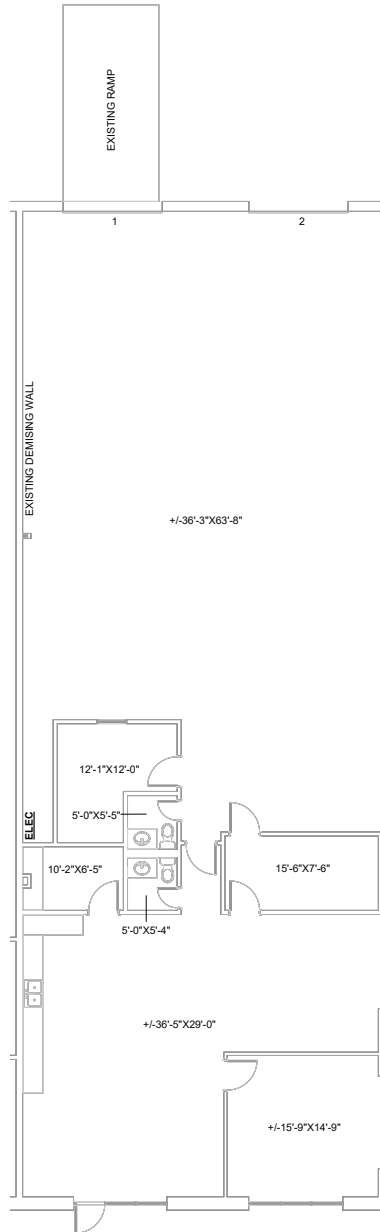 EXISTING RAMP
1
2
EXISTING DEMISING WALL
+/-36'-3"X63'-8"
12'-1"X12'-0"
5'-0"X5'-5"
ELEC
10'-2"X6'-5"
15'-6"X7'-6"
5'-0"X5'-4"
+/-36'-5"X29'-0"
+/-15'-9"X14'-9"